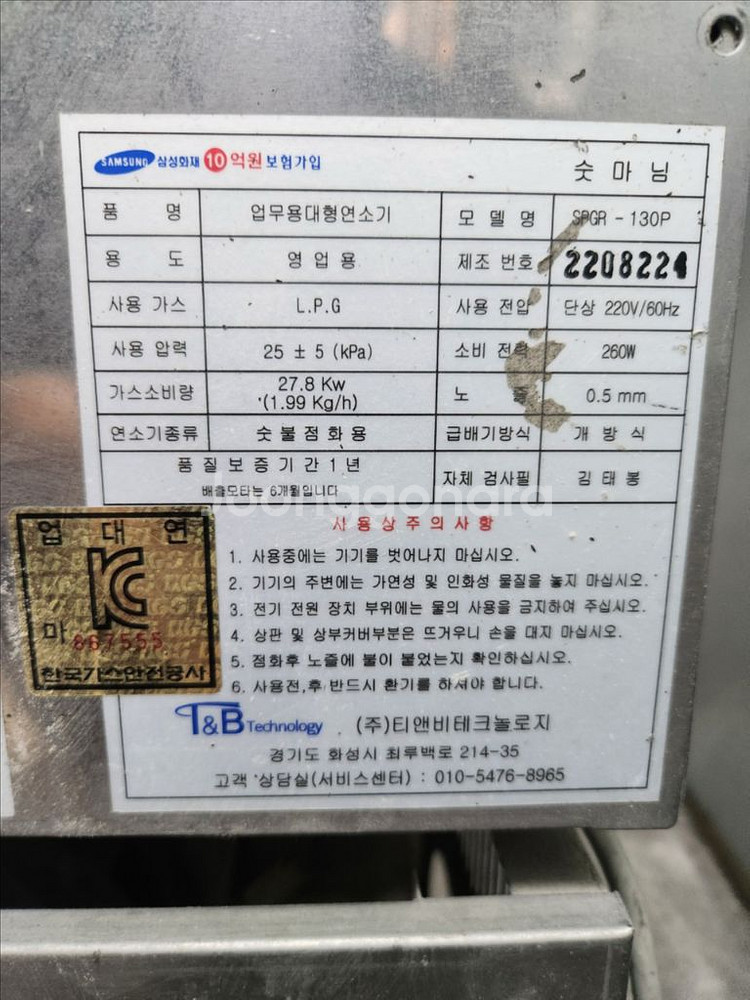 SAMSUNG 삼성화재 10억원 보험가입
숫 마 님
품 명 업무용대형연소기 모 델 명 SPGR - 130P
용 도 영 업 용 제조 번호 2208224
사용 가스 L.P.G 사용 전압 단상 220V/60Hz
사용 압력 25 ± 5 (kPa) 소비 전력 260W
가스소비량 27.8 Kw
(1.99 Kg/h) 노 즐 0.5 mm
연소기종류 숯불점화용 급배기방식 개 방 식
품 질 보 증 기 간 1 년
배출모타는 6개월입니다
자체 검사필 김 태 봉
joonggonara
사 용 상 주 의 사 항
1. 사용중에는 기기를 벗어나지 마십시오.
2. 기기의 주변에는 가연성 및 인화성 물질을 놓지 마십시오.
3. 전기 전원 장치 부위에는 물의 사용을 금지하여 주십시오.
4. 상판 및 상부커버부분은 뜨거우니 손을 대지 마십시오.
5. 점화후 노즐에 불이 붙었는지 확인하십시오.
6. 사용전,후 반드시 환기를 하셔야 합니다.
업 대 연
KC
마 867555
한국가스안전공사
T&B Technology (주)티앤비테크놀로지
경기도 화성시 최루백로 214-35
고객 상담실(서비스센터) : 010-5476-8965